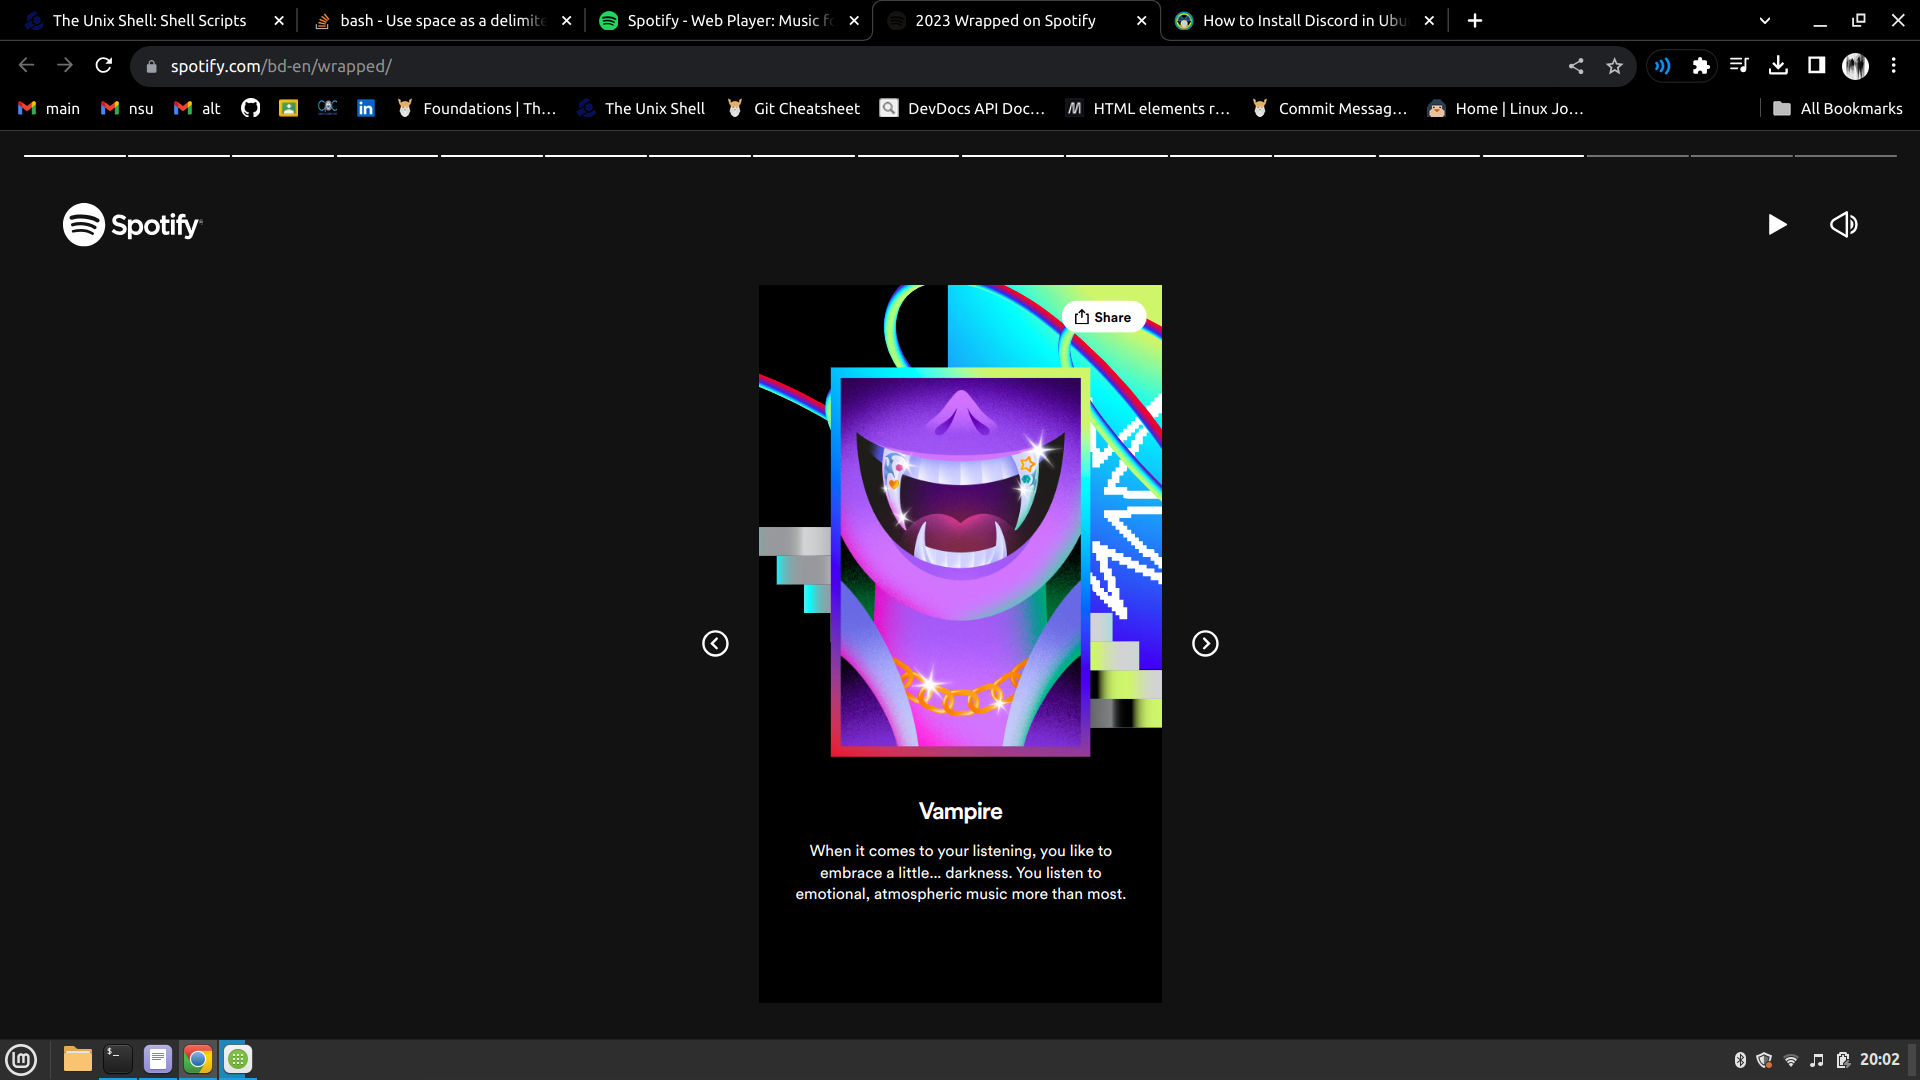 The Unix Shell: Shell Scripts
bash - Use space as a delimite
Spotify - Web Player: Music fo
2023 Wrapped on Spotify
How to Install Discord in Ubu
spotify.com/bd-en/wrapped/
main
nsu
alt
Foundations | Th...
The Unix Shell
Git Cheatsheet
DevDocs API Doc...
HTML elements r...
Commit Messag...
Home | Linux Jo...
All Bookmarks
Spotify
Share
Vampire
When it comes to your listening, you like to
embrace a little... darkness. You listen to
emotional, atmospheric music more than most.
20:02